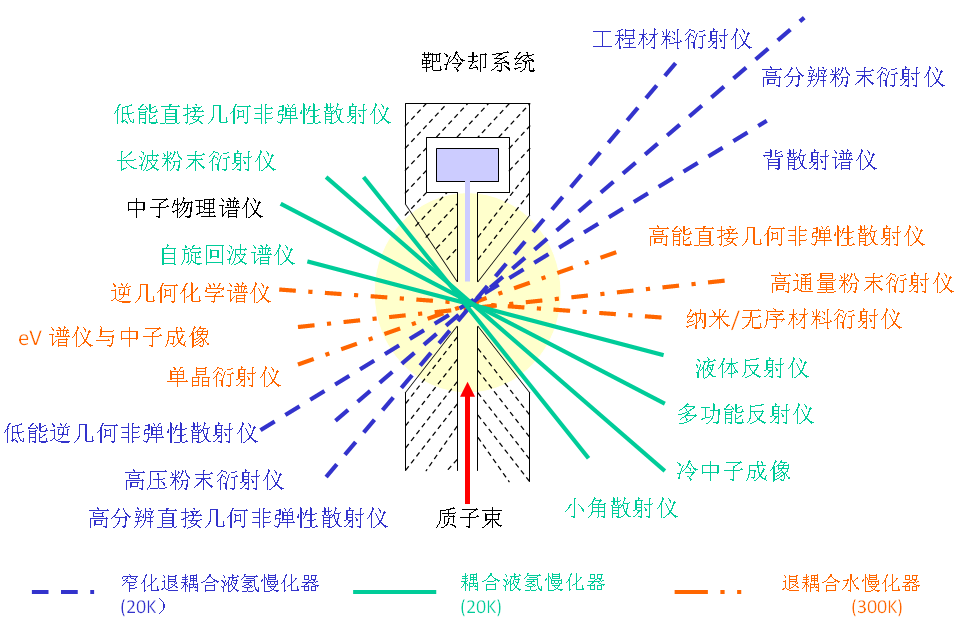 工程材料衍射仪
靶冷却系统
高分辨粉末衍射仪
低能直接几何非弹性散射仪
长波粉末衍射仪
背散射谱仪
中子物理谱仪
高能直接几何非弹性散射仪
自旋回波谱仪
高通量粉末衍射仪
逆几何化学谱仪
纳米/无序材料衍射仪
eV 谱仪与中子成像
液体反射仪
单晶衍射仪
多功能反射仪
低能逆几何非弹性散射仪
冷中子成像
高压粉末衍射仪
小角散射仪
高分辨直接几何非弹性散射仪
质子束
窄化退耦合液氢慢化器
(20K）
耦合液氢慢化器
(20K)
退耦合水慢化器
(300K)